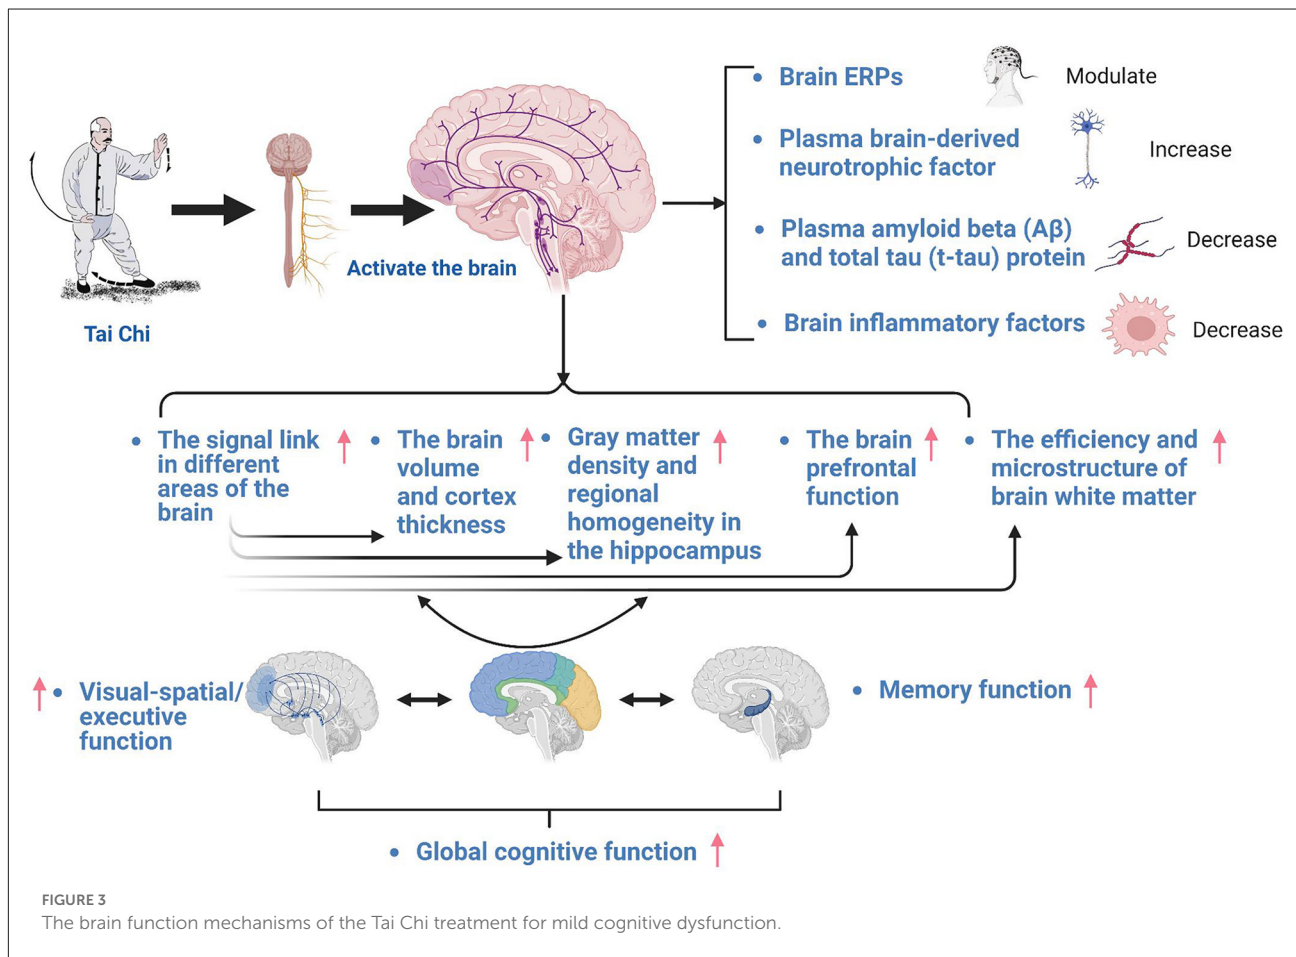 Tai Chi
Activate the brain
• Brain ERPs
Modulate
• Plasma brain-derived
neurotrophic factor
Increase
• Plasma amyloid beta (Aβ)
and total tau (t-tau) protein
Decrease
• Brain inflammatory factors
Decrease
• The signal link
in different
areas of the
brain
• The brain
volume
and cortex
thickness
• Gray matter
density and
regional
homogeneity in
the hippocampus
• The brain
prefrontal
function
• The efficiency and
microstructure of
brain white matter
• Visual-spatial/
executive
function
• Memory function
• Global cognitive function
FIGURE 3
The brain function mechanisms of the Tai Chi treatment for mild cognitive dysfunction.